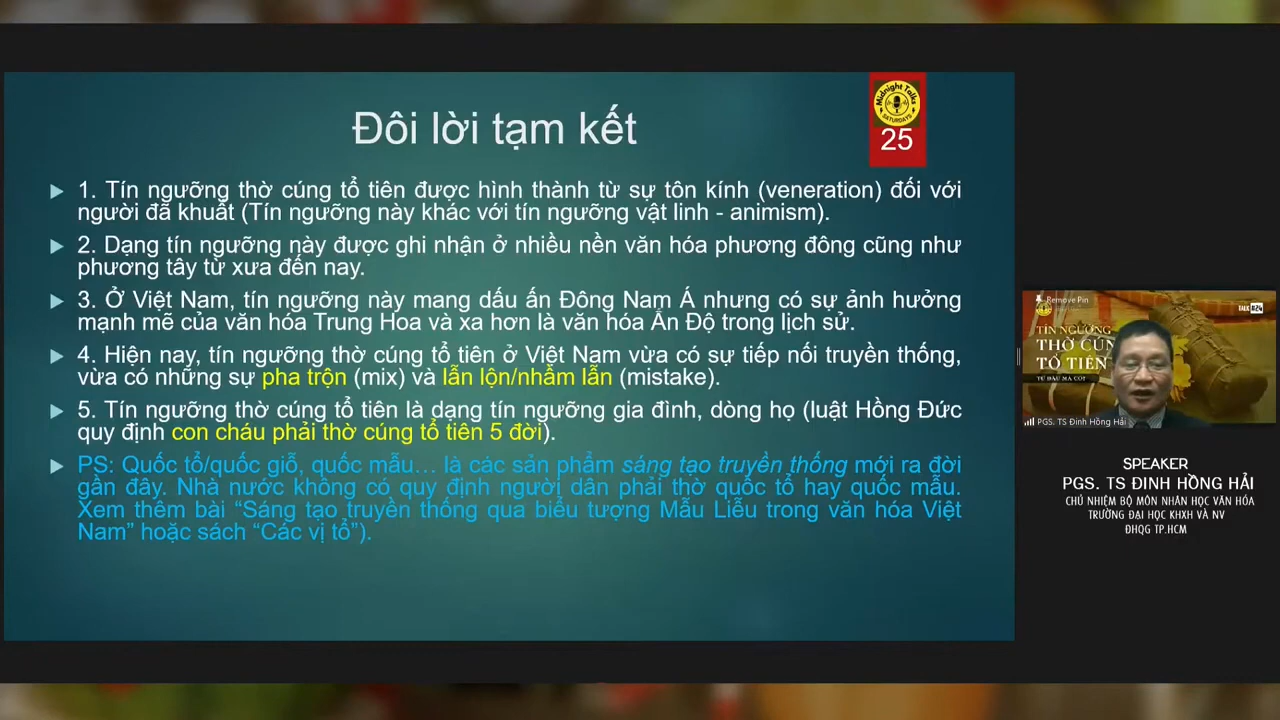 Đôi lời tạm kết
Midnight Talks
SATURDAYS
25
1. Tín ngưỡng thờ cúng tổ tiên được hình thành từ sự tôn kính (veneration) đối với
người đã khuất (Tín ngưỡng này khác với tín ngưỡng vật linh - animism).
2. Dạng tín ngưỡng này được ghi nhận ở nhiều nền văn hóa phương đông cũng như
phương tây từ xưa đến nay.
3. Ở Việt Nam, tín ngưỡng này mang dấu ấn Đông Nam Á nhưng có sự ảnh hưởng
mạnh mẽ của văn hóa Trung Hoa và xa hơn là văn hóa Ấn Độ trong lịch sử.
4. Hiện nay, tín ngưỡng thờ cúng tổ tiên ở Việt Nam vừa có sự tiếp nối truyền thống,
vừa có những sự pha trộn (mix) và lẫn lộn/nhầm lẫn (mistake).
5. Tín ngưỡng thờ cúng tổ tiên là dạng tín ngưỡng gia đình, dòng họ (luật Hồng Đức
quy định con cháu phải thờ cúng tổ tiên 5 đời).
PS: Quốc tổ/quốc giỗ, quốc mẫu… là các sản phẩm sáng tạo truyền thống mới ra đời
gần đây. Nhà nước không có quy định người dân phải thờ quốc tổ hay quốc mẫu.
Xem thêm bài “Sáng tạo truyền thống qua biểu tượng Mẫu Liễu trong văn hóa Việt
Nam” hoặc sách “Các vị tổ”).
Remove Pin
TALK #24
TÍN NGƯỠNG
THỜ CÚN
TỔ TIÊN
TỪ ĐÂU MÀ CÓ?
PGS. TS Đinh Hồng Hải
SPEAKER
PGS. TS ĐINH HỒNG HẢI
CHỦ NHIỆM BỘ MÔN NHÂN HỌC VĂN HÓA
TRƯỜNG ĐẠI HỌC KHXH VÀ NV
ĐHQG TP.HCM